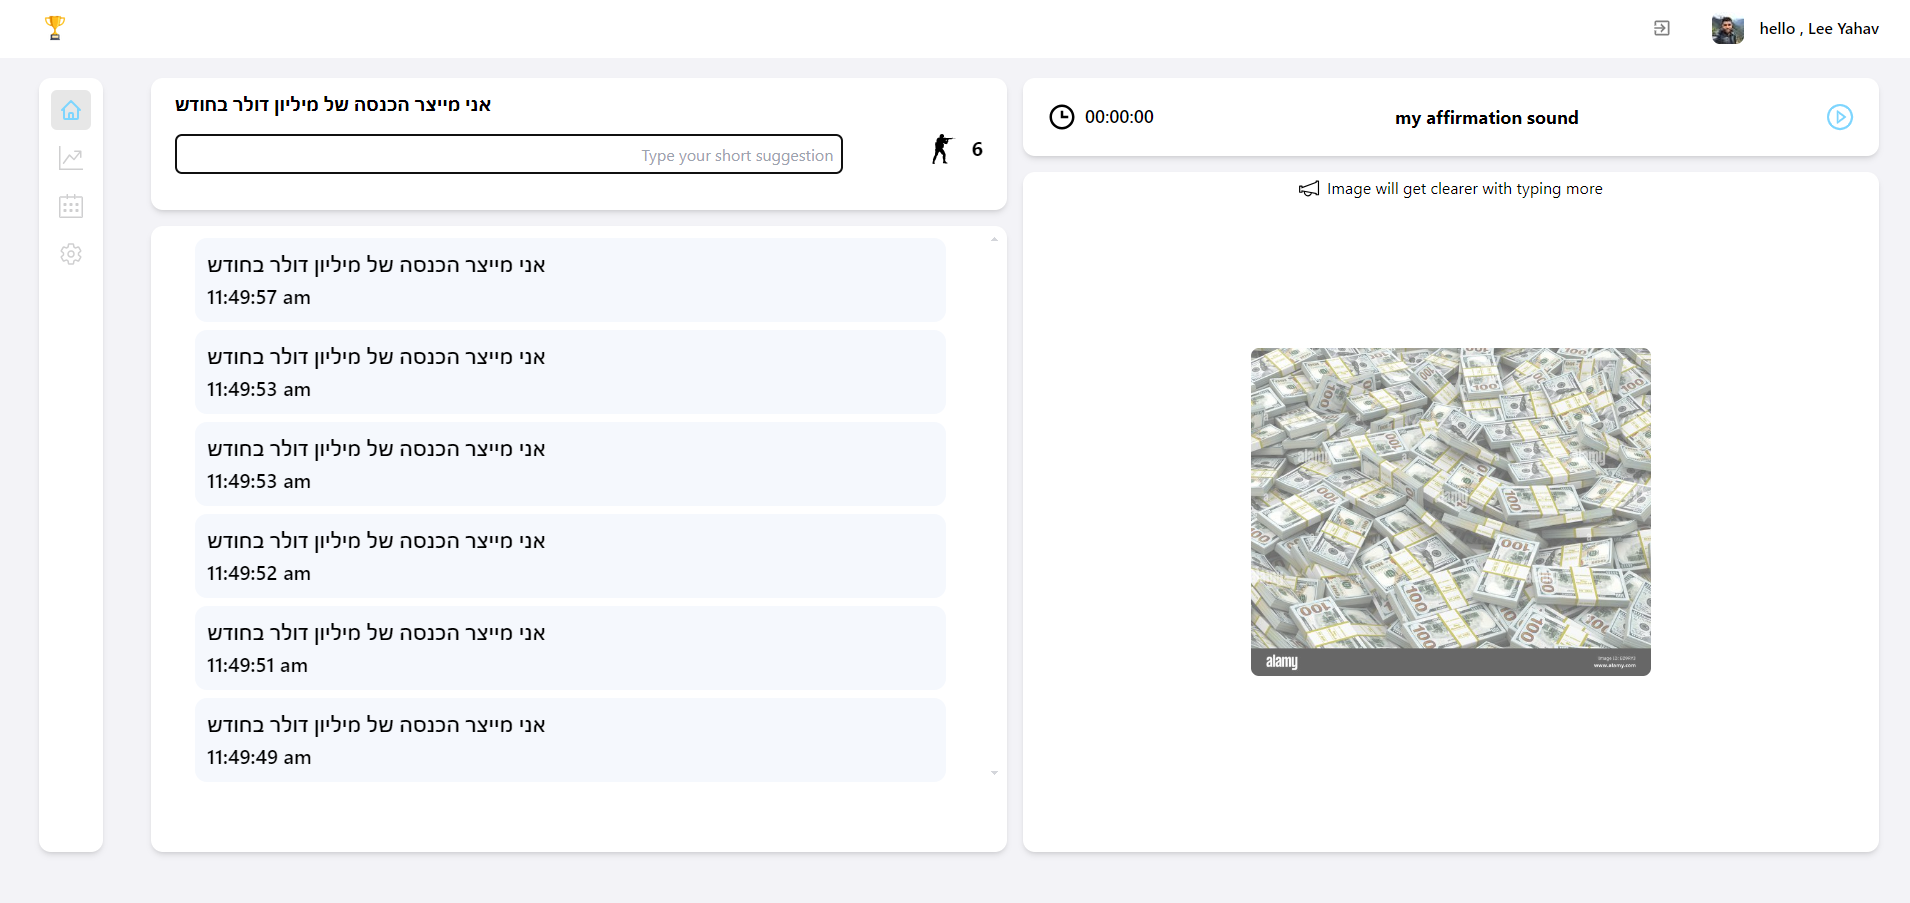 hello , Lee Yahav
אני מייצר הכנסה של מיליון דולר בחודש
Type your short suggestion
6
אני מייצר הכנסה של מיליון דולר בחודש
11:49:57 am
אני מייצר הכנסה של מיליון דולר בחודש
11:49:53 am
אני מייצר הכנסה של מיליון דולר בחודש
11:49:53 am
אני מייצר הכנסה של מיליון דולר בחודש
11:49:52 am
אני מייצר הכנסה של מיליון דולר בחודש
11:49:51 am
אני מייצר הכנסה של מיליון דולר בחודש
11:49:49 am
00:00:00
my affirmation sound
Image will get clearer with typing more
alamy
www.alamy.com